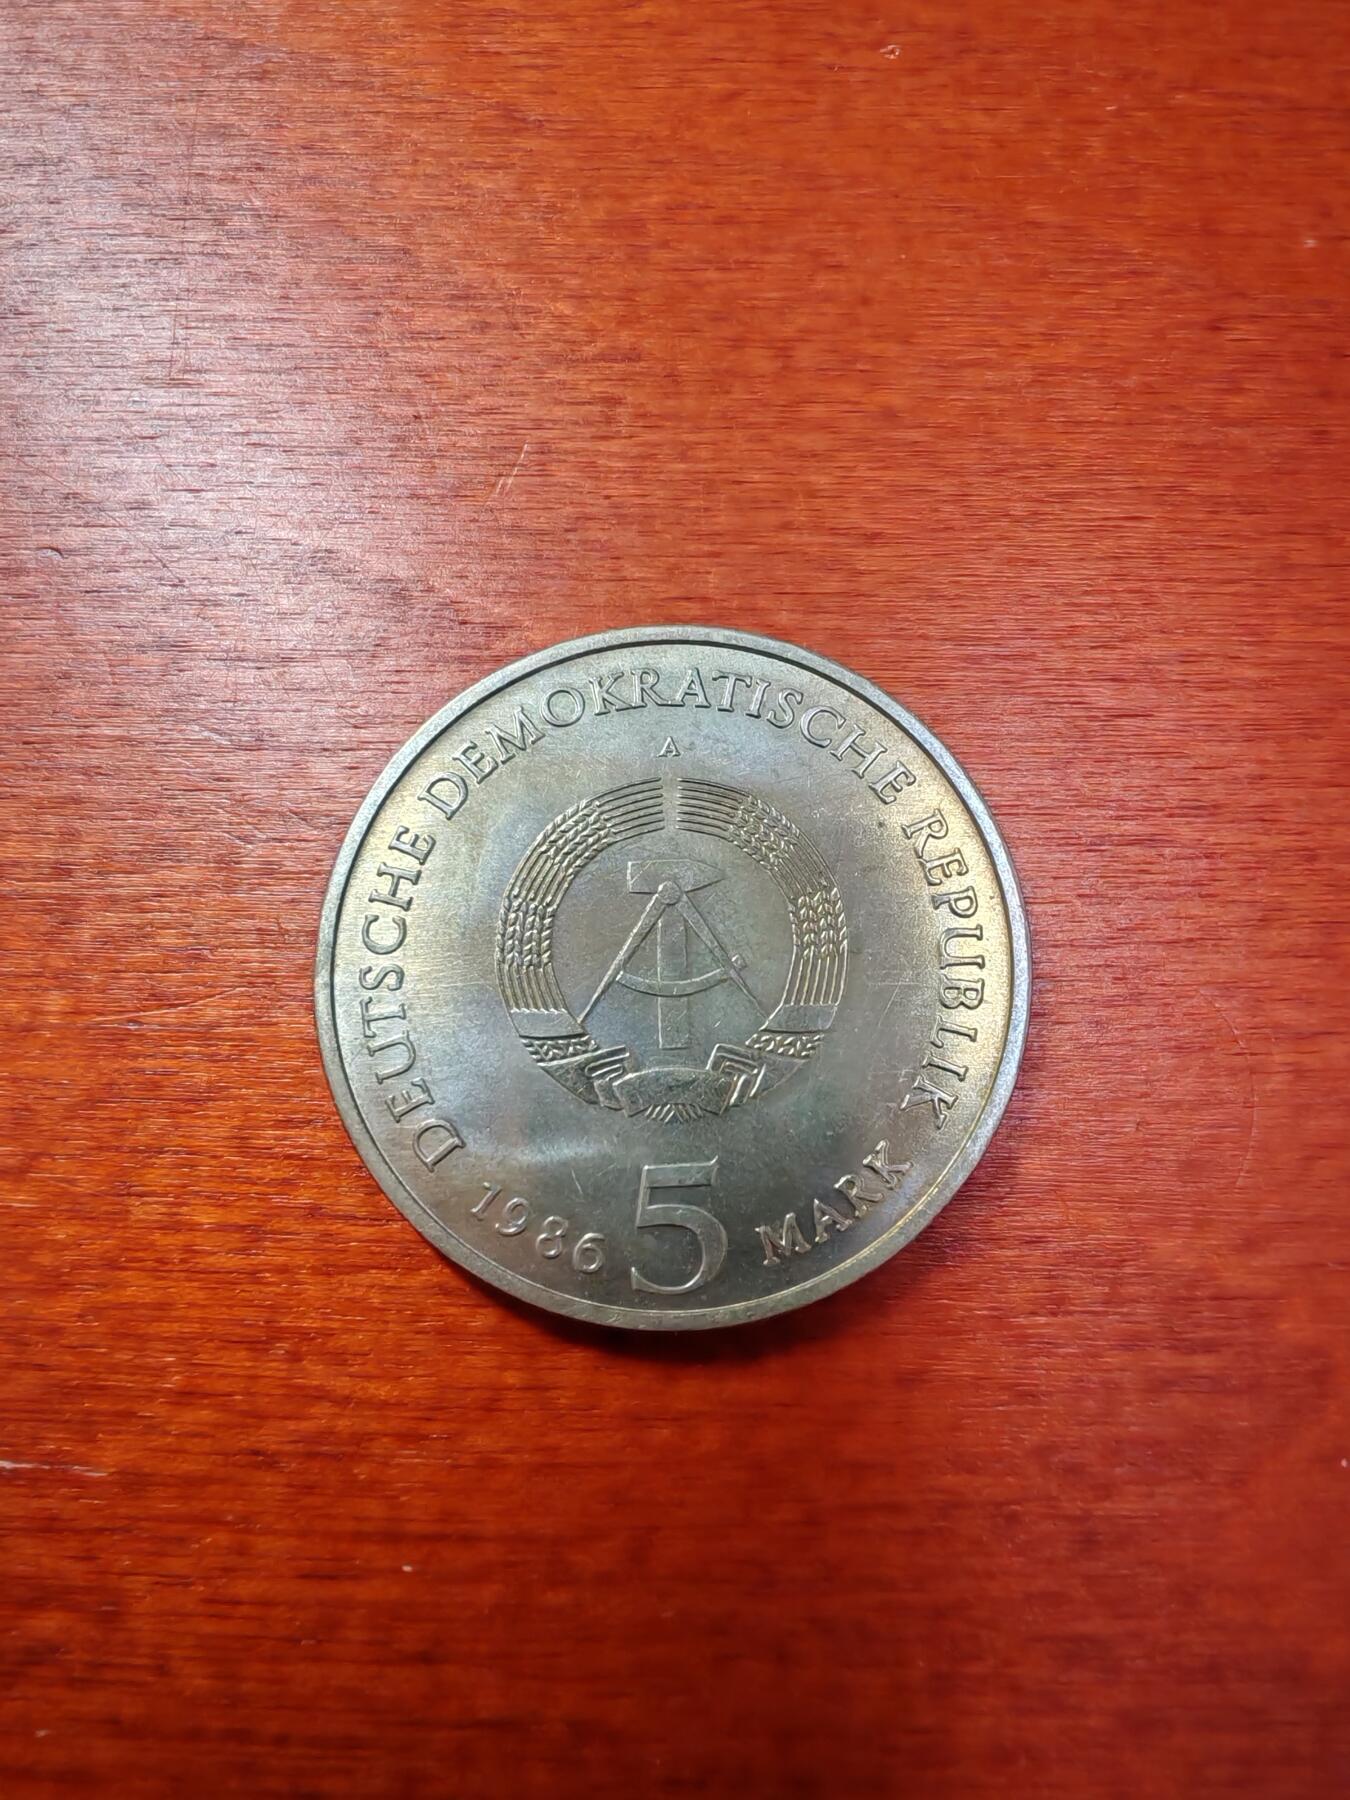 DEUTSCHE DEMOKRATISCHE REPUBLIK
A
1986 5 MARK